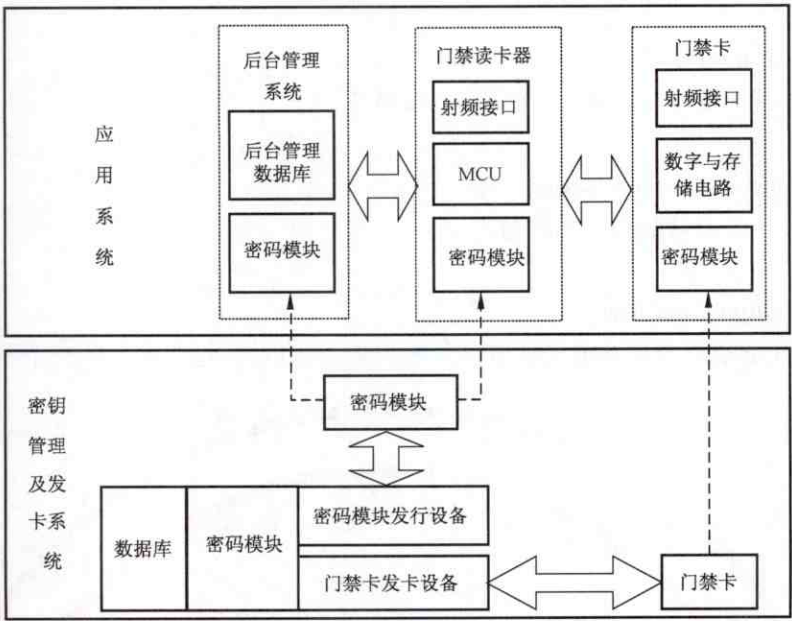 应
用
系
统
后台管理
系统
后台管理
数据库
密码模块
门禁读卡器
射频接口
MCU
密码模块
门禁卡
射频接口
数字与存
储电路
密码模块
密钥
管理
及发
卡系
统
密码模块
数据库
密码模块
密码模块发行设备
门禁卡发卡设备
门禁卡